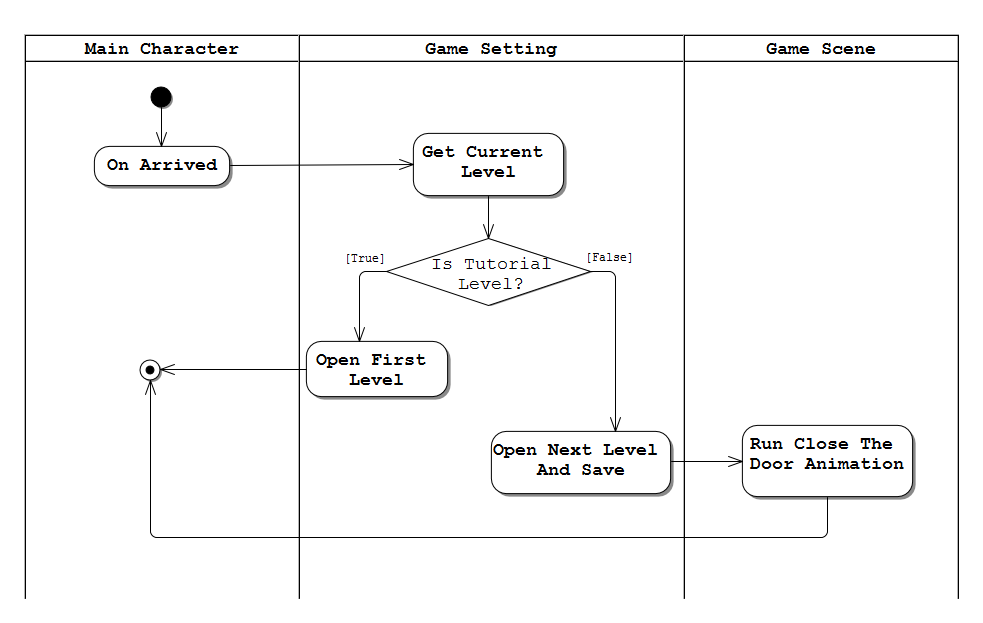 Main Character
Game Setting
Game Scene
On Arrived
Get Current
Level
Is Tutorial
Level?
[True]
[False]
Open First
Level
Open Next Level
And Save
Run Close The
Door Animation